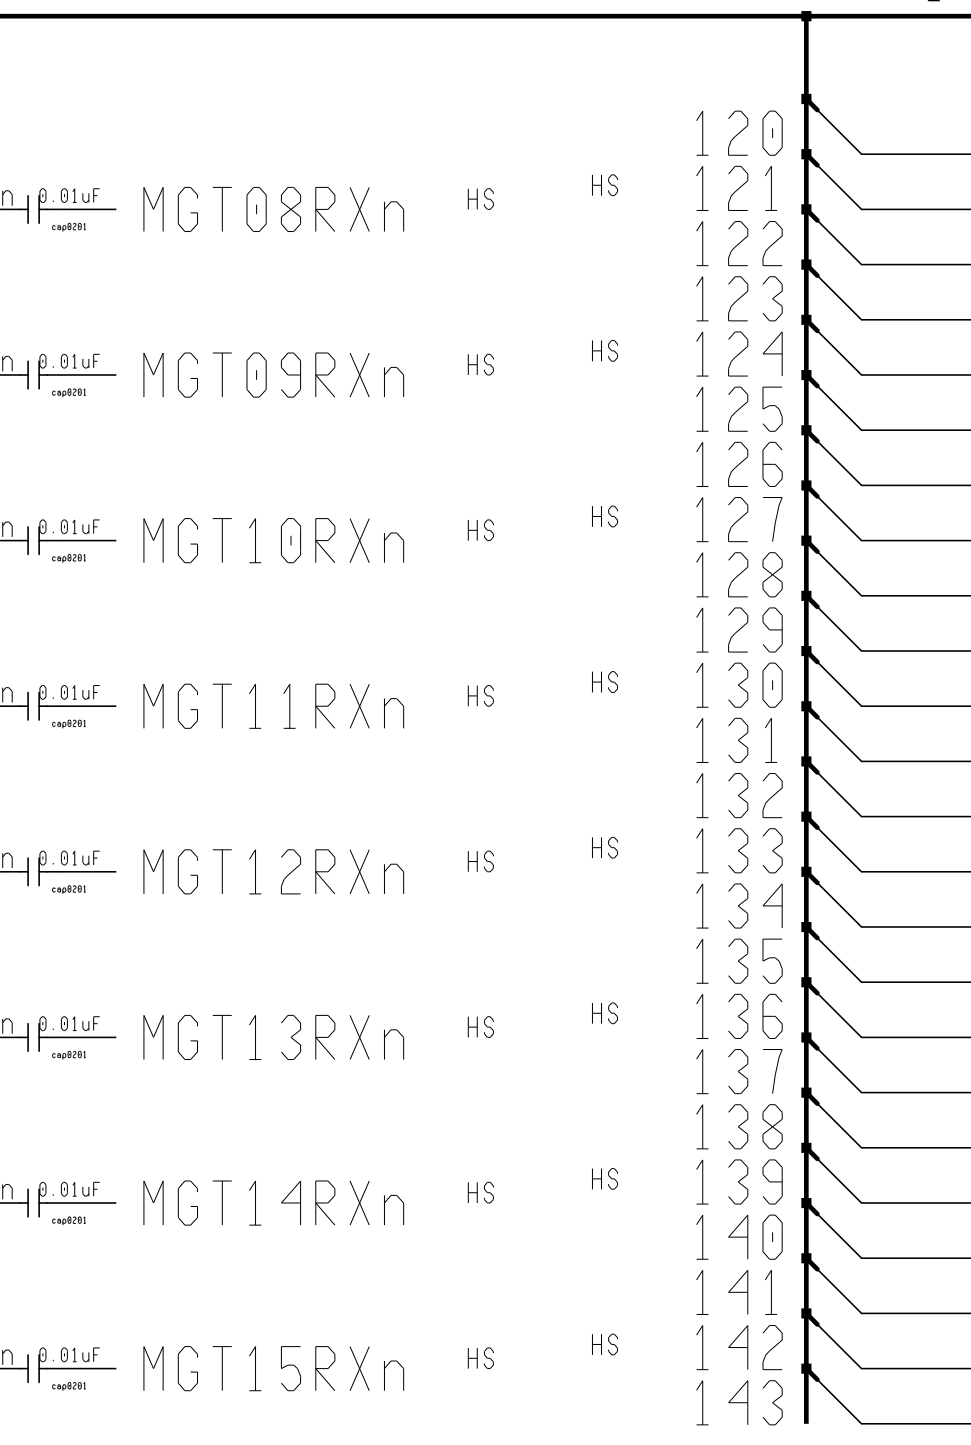 120
n 0.01uF MGT08RXn HS HS 121
cap0201
122
123
n 0.01uF MGT09RXn HS HS 124
cap0201
125
126
n 0.01uF MGT10RXn HS HS 127
cap0201
128
129
130
n 0.01uF MGT11RXn HS HS
cap0201
131
132
n 0.01uF MGT12RXn HS HS 133
cap0201
134
135
136
n 0.01uF MGT13RXn HS HS
cap0201
137
138
139
n 0.01uF MGT14RXn HS HS
cap0201
140
141
142
n 0.01uF MGT15RXn HS HS
cap0201
143